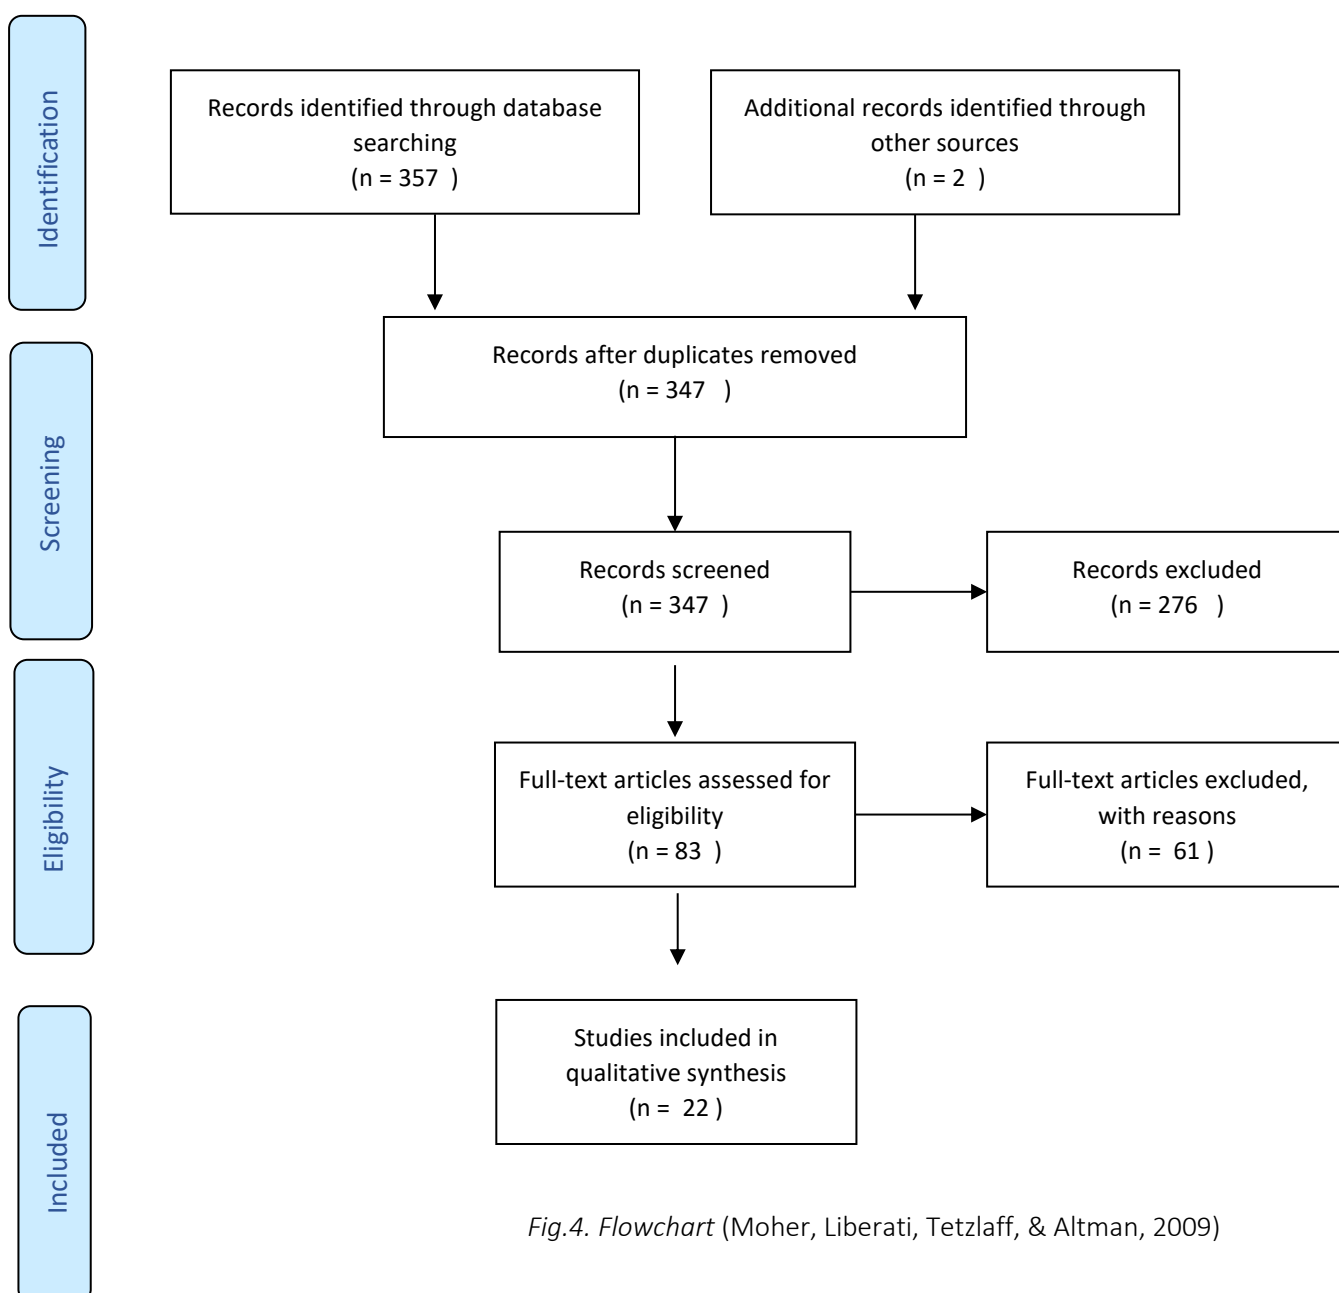 Identification
Records identified through database
searching
(n = 357 )
Additional records identified through
other sources
(n = 2 )
Screening
Records after duplicates removed
(n = 347 )
Records screened
(n = 347 )
Records excluded
(n = 276 )
Eligibility
Full-text articles assessed for
eligibility
(n = 83 )
Full-text articles excluded,
with reasons
(n = 61 )
Included
Studies included in
qualitative synthesis
(n = 22 )
Fig.4. Flowchart (Moher, Liberati, Tetzlaff, & Altman, 2009)